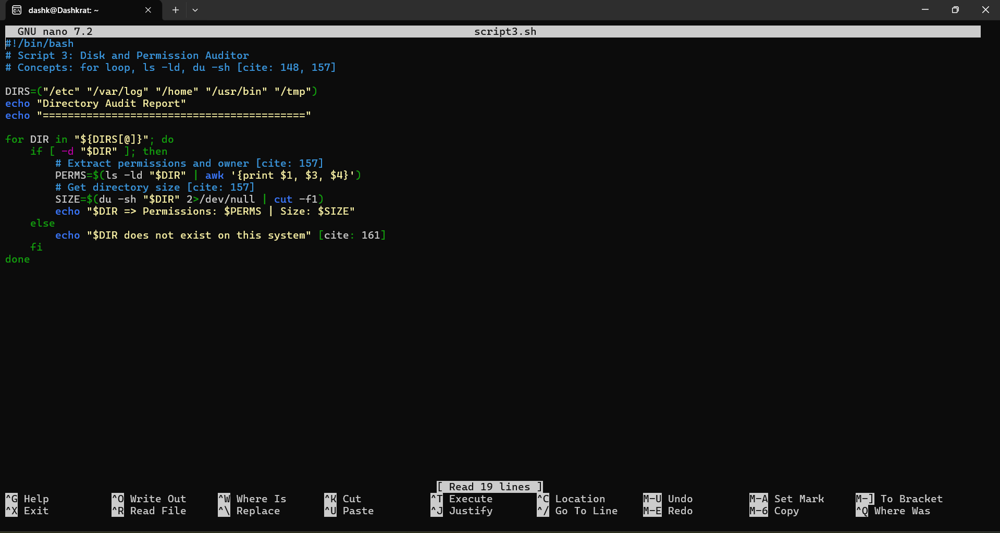 dashk@Dashkrat: ~
GNU nano 7.2 script3.sh
#!/bin/bash
# Script 3: Disk and Permission Auditor
# Concepts: for loop, ls -ld, du -sh [cite: 148, 157]

DIRS=("/etc" "/var/log" "/home" "/usr/bin" "/tmp")
echo "Directory Audit Report"
echo "=========================================="

for DIR in "${DIRS[@]}"; do
    if [ -d "$DIR" ]; then
        # Extract permissions and owner [cite: 157]
        PERMS=$(ls -ld "$DIR" | awk '{print $1, $3, $4}')
        # Get directory size [cite: 157]
        SIZE=$(du -sh "$DIR" 2>/dev/null | cut -f1)
        echo "$DIR => Permissions: $PERMS | Size: $SIZE"
    else
        echo "$DIR does not exist on this system" [cite: 161]
    fi
done
[ Read 19 lines ]
^G Help ^O Write Out ^W Where Is ^K Cut ^T Execute ^C Location M-U Undo M-A Set Mark M-] To Bracket
^X Exit ^R Read File ^\ Replace ^U Paste ^J Justify ^/ Go To Line M-E Redo M-6 Copy ^Q Where Was